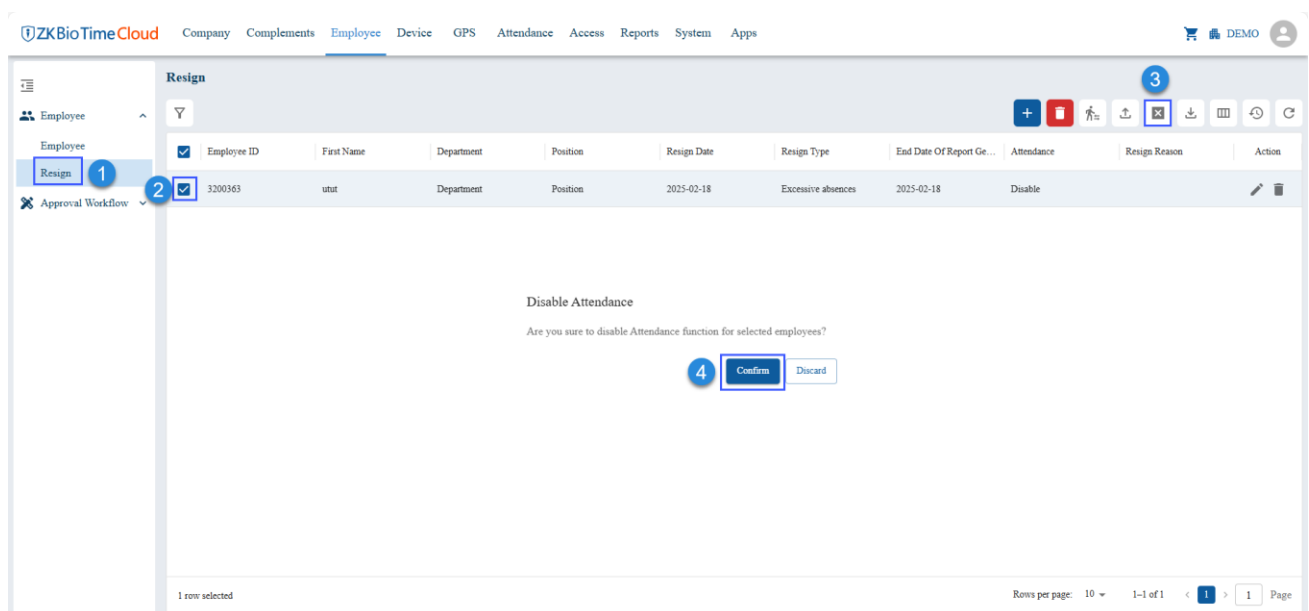 ZKBioTime Cloud Company Complements Employee Device GPS Attendance Access Reports System Apps DEMO
Resign
3
Employee
Employee
Resign 1
Approval Workflow
Employee ID First Name Department Position Resign Date Resign Type End Date Of Report Ge... Attendance Resign Reason Action
2 3200363 utut Department Position 2025-02-18 Excessive absences 2025-02-18 Disable
Disable Attendance
Are you sure to disable Attendance function for selected employees?
4 Confirm Discard
1 row selected Rows per page: 10 1–1 of 1 < 1 > 1 Page